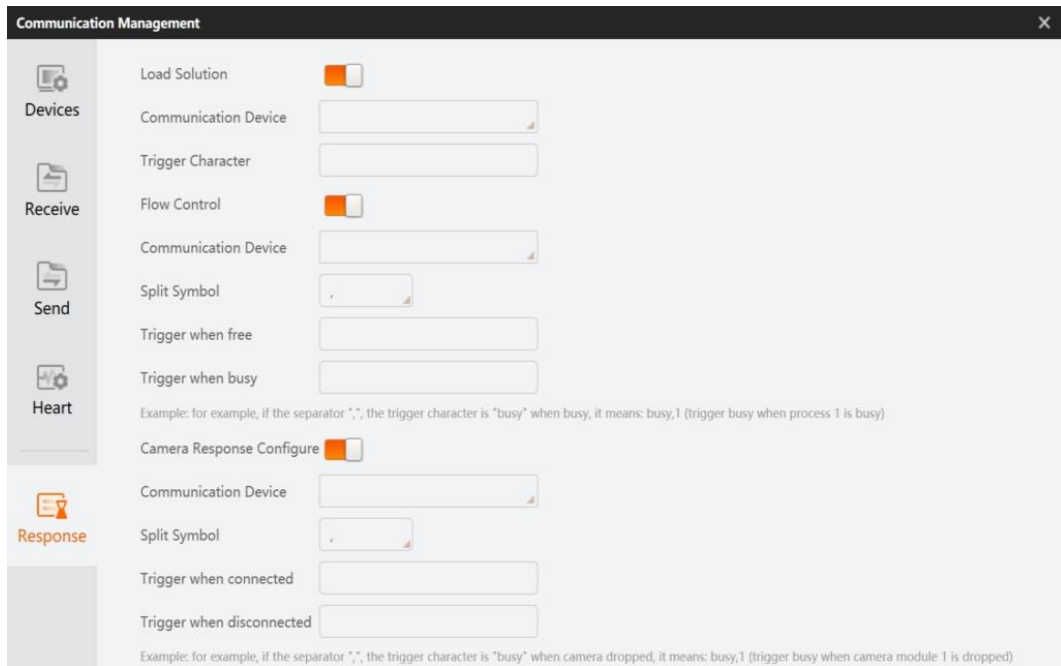 Communication Management
Devices
Receive
Send
Heart
Response
Load Solution
Communication Device
Trigger Character
Flow Control
Communication Device
Split Symbol ,
Trigger when free
Trigger when busy
Example: for example, if the separator ",", the trigger character is "busy" when busy, it means: busy,1 (trigger busy when process 1 is busy)
Camera Response Configure
Communication Device
Split Symbol ,
Trigger when connected
Trigger when disconnected
Example: for example, if the separator ",", the trigger character is "busy" when camera dropped, it means: busy,1 (trigger busy when camera module 1 is dropped)